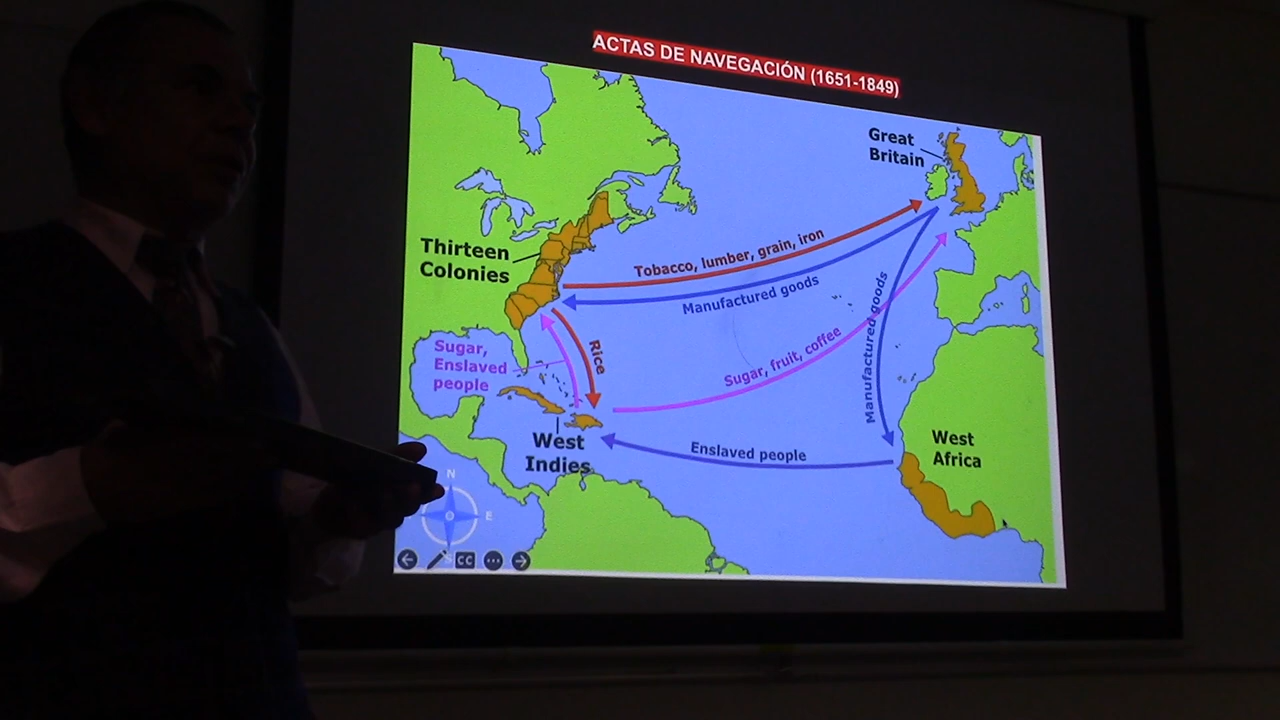 ACTAS DE NAVEGACIÓN (1651-1849)
Great
Britain
Thirteen
Colonies
Tobacco, lumber, grain, iron
Manufactured goods
Manufactured goods
Sugar,
Enslaved
people
Rice
Sugar, fruit, coffee
West
Indies
Enslaved people
West
Africa
N
O
E
S
CC